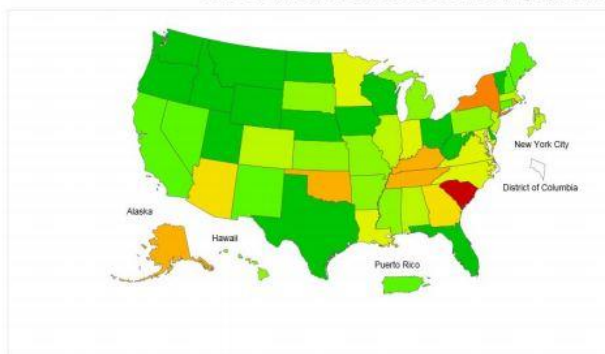 New York City
District of Columbia
Alaska
Hawaii
Puerto Rico